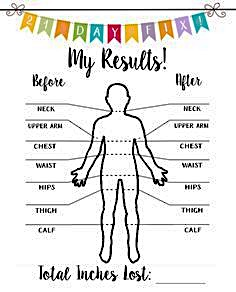 21 DAY FIX!
My Results!
Before After
NECK NECK
UPPER ARM UPPER ARM
CHEST CHEST
WAIST WAIST
HIPS HIPS
THIGH THIGH
CALF CALF
Total Inches Lost: